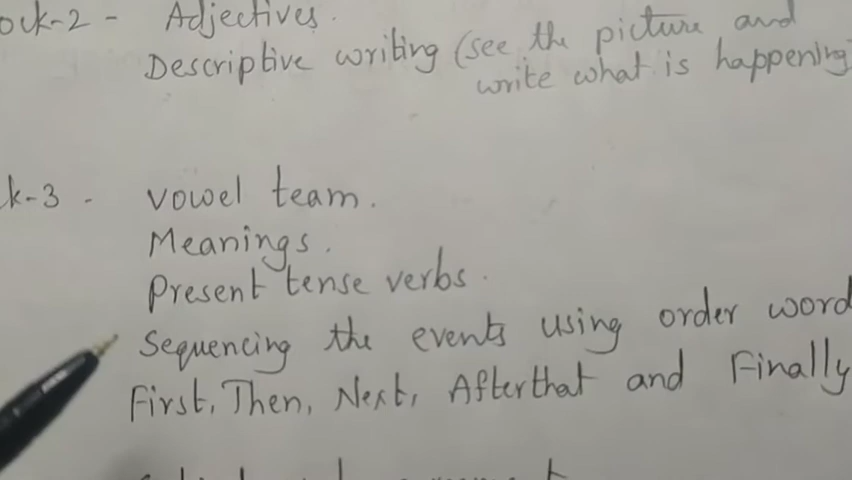 ock-2 - Adjectives.
Descriptive writing (see the picture and
write what is happening)
k-3 - vowel team.
Meanings.
Present tense verbs.
Sequencing the events using order word
First, Then, Next, Afterthat and Finally